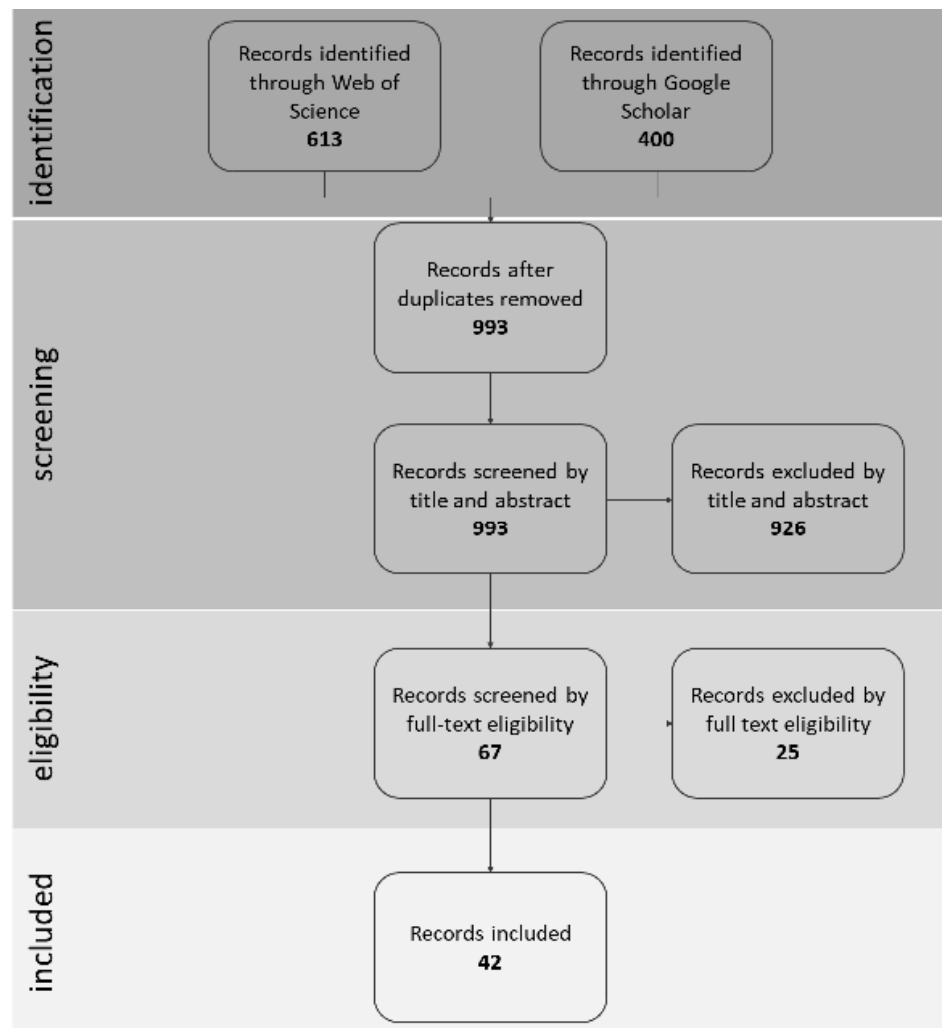 identification
Records identified
through Web of
Science
613
Records identified
through Google
Scholar
400
screening
Records after
duplicates removed
993
Records screened by
title and abstract
993
Records excluded by
title and abstract
926
eligibility
Records screened by
full-text eligibility
67
Records excluded by
full text eligibility
25
included
Records included
42